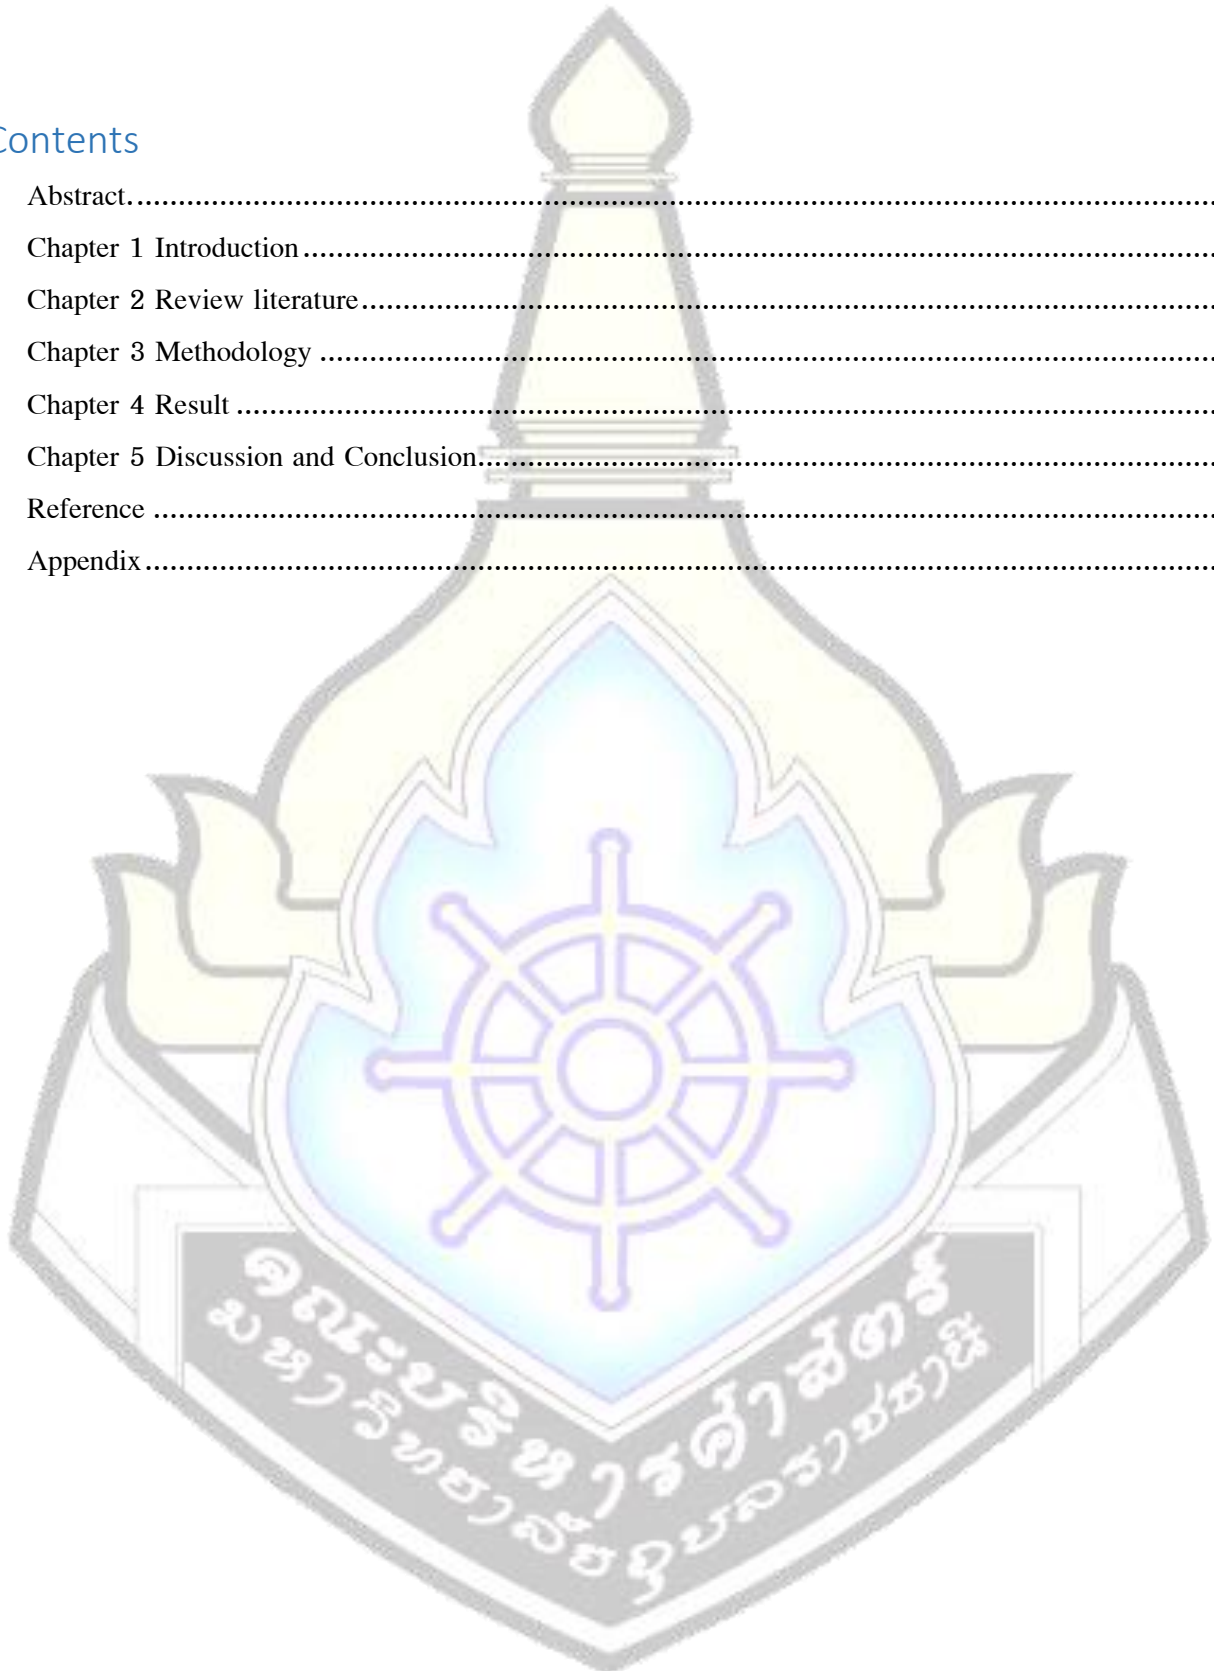 Contents
Abstract............................................................................................................................................
Chapter 1 Introduction............................................................................................................................................
Chapter 2 Review literature............................................................................................................................................
Chapter 3 Methodology ............................................................................................................................................
Chapter 4 Result ............................................................................................................................................
Chapter 5 Discussion and Conclusion............................................................................................................................................
Reference ............................................................................................................................................
Appendix............................................................................................................................................
คณะบริหารศาสตร์
มหาวิทยาลัยอุบลราชธานี